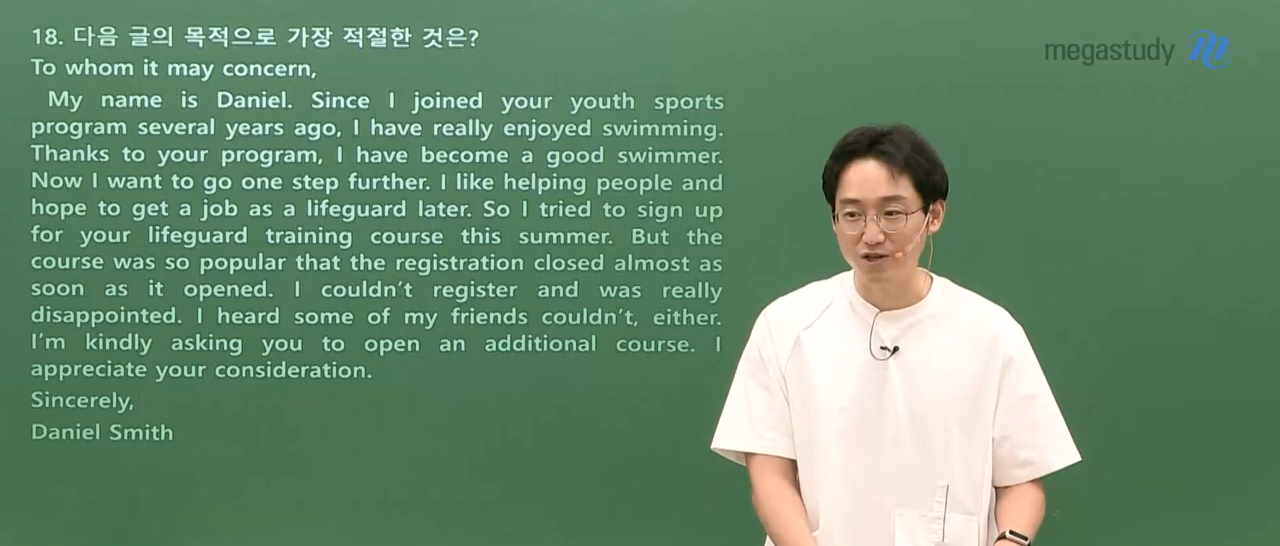 18. 다음 글의 목적으로 가장 적절한 것은?
To whom it may concern,
My name is Daniel. Since I joined your youth sports
program several years ago, I have really enjoyed swimming.
Thanks to your program, I have become a good swimmer.
Now I want to go one step further. I like helping people and
hope to get a job as a lifeguard later. So I tried to sign up
for your lifeguard training course this summer. But the
course was so popular that the registration closed almost as
soon as it opened. I couldn't register and was really
disappointed. I heard some of my friends couldn't, either.
I'm kindly asking you to open an additional course. I
appreciate your consideration.
Sincerely,
Daniel Smith
megastudy